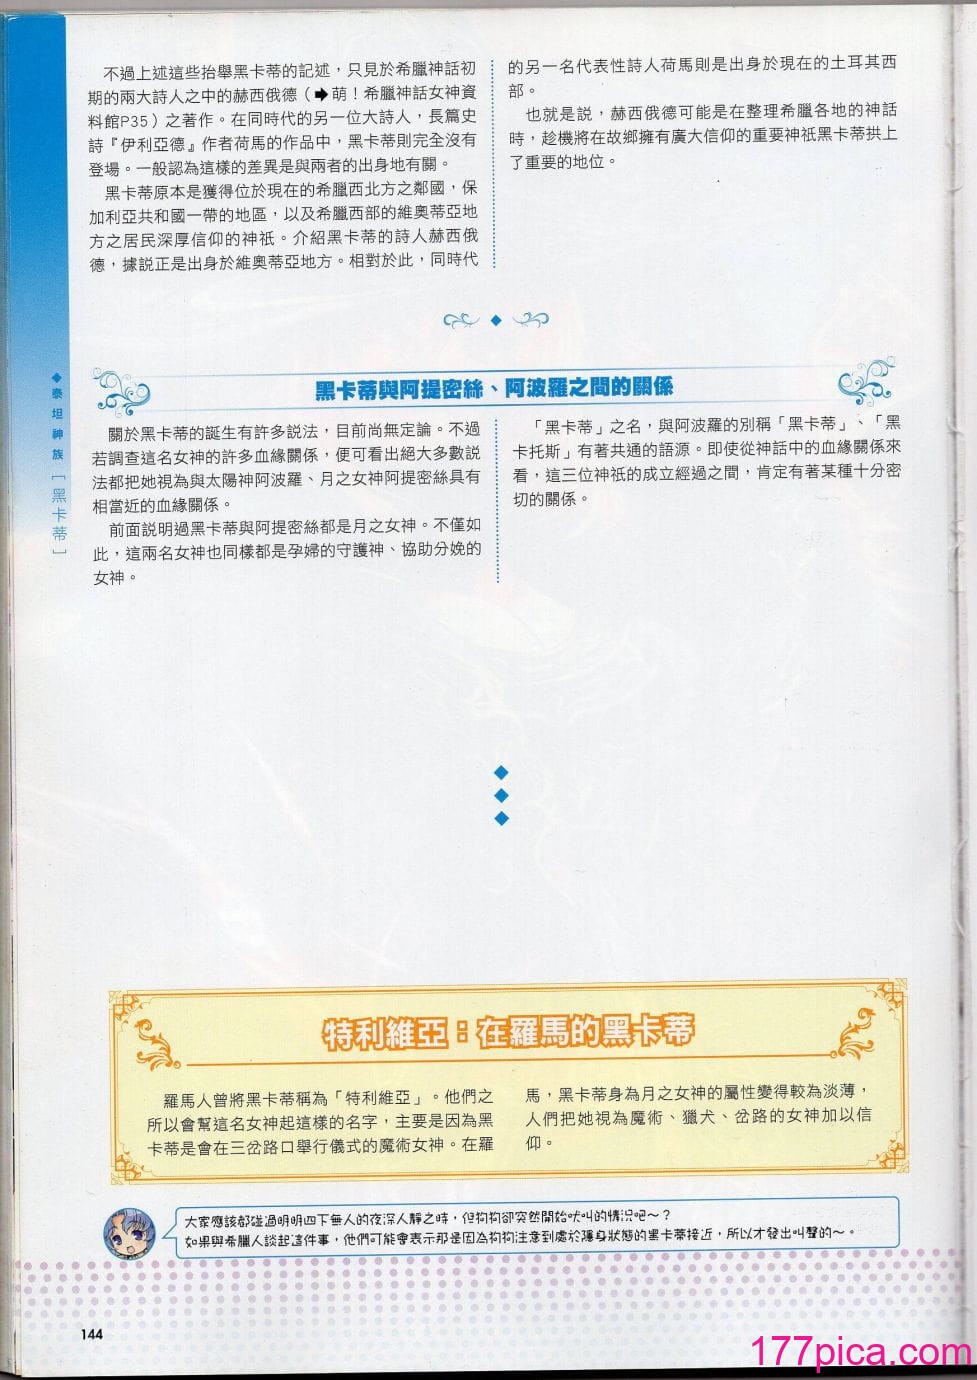 不過上述這些抬舉黑卡蒂的記述，只見於希臘神話初
期的兩大詩人之中的赫西俄德（➡萌！希臘神話女神資
料館P35）之著作。在同時代的另一位大詩人，長篇史
詩『伊利亞德』作者荷馬的作品中，黑卡蒂則完全沒有
登場。一般認為這樣的差異是與兩者的出身地有關。
黑卡蒂原本是獲得位於現在的希臘西北方之鄰國，保
加利亞共和國一帶的地區，以及希臘西部的維奧蒂亞地
方之居民深厚信仰的神祇。介紹黑卡蒂的詩人赫西俄
德，據説正是出身於維奧蒂亞地方。相對於此，同時代
的另一名代表性詩人荷馬則是出身於現在的土耳其西
部。
也就是説，赫西俄德可能是在整理希臘各地的神話
時，趁機將在故鄉擁有廣大信仰的重要神祇黑卡蒂拱上
了重要的地位。
◆泰坦神族［黑卡蒂］
黑卡蒂與阿提密絲、阿波羅之間的關係
關於黑卡蒂的誕生有許多説法，目前尚無定論。不過
若調查這名女神的許多血緣關係，便可看出絕大多數説
法都把她視為與太陽神阿波羅、月之女神阿提密絲具有
相當近的血緣關係。
前面説明過黑卡蒂與阿提密絲都是月之女神。不僅如
此，這兩名女神也同樣都是孕婦的守護神、協助分娩的
女神。
「黑卡蒂」之名，與阿波羅的別稱「黑卡蒂」、「黑
卡托斯」有著共通的語源。即使從神話中的血緣關係來
看，這三位神祇的成立經過之間，肯定有著某種十分密
切的關係。
特利維亞：在羅馬的黑卡蒂
羅馬人曾將黑卡蒂稱為「特利維亞」。他們之
所以會幫這名女神起這樣的名字，主要是因為黑
卡蒂是會在三岔路口舉行儀式的魔術女神。在羅
馬，黑卡蒂身為月之女神的屬性變得較為淡薄，
人們把她視為魔術、獵犬、岔路的女神加以信
仰。
大家應該都碰過明明四下無人的夜深人靜之時，但狗狗卻突然開始吠叫的情況吧～？
如果與希臘人談起這件事，他們可能會表示那是因為狗狗注意到處於隱身狀態的黑卡蒂接近，所以才發出叫聲的～。
144
177pica.com